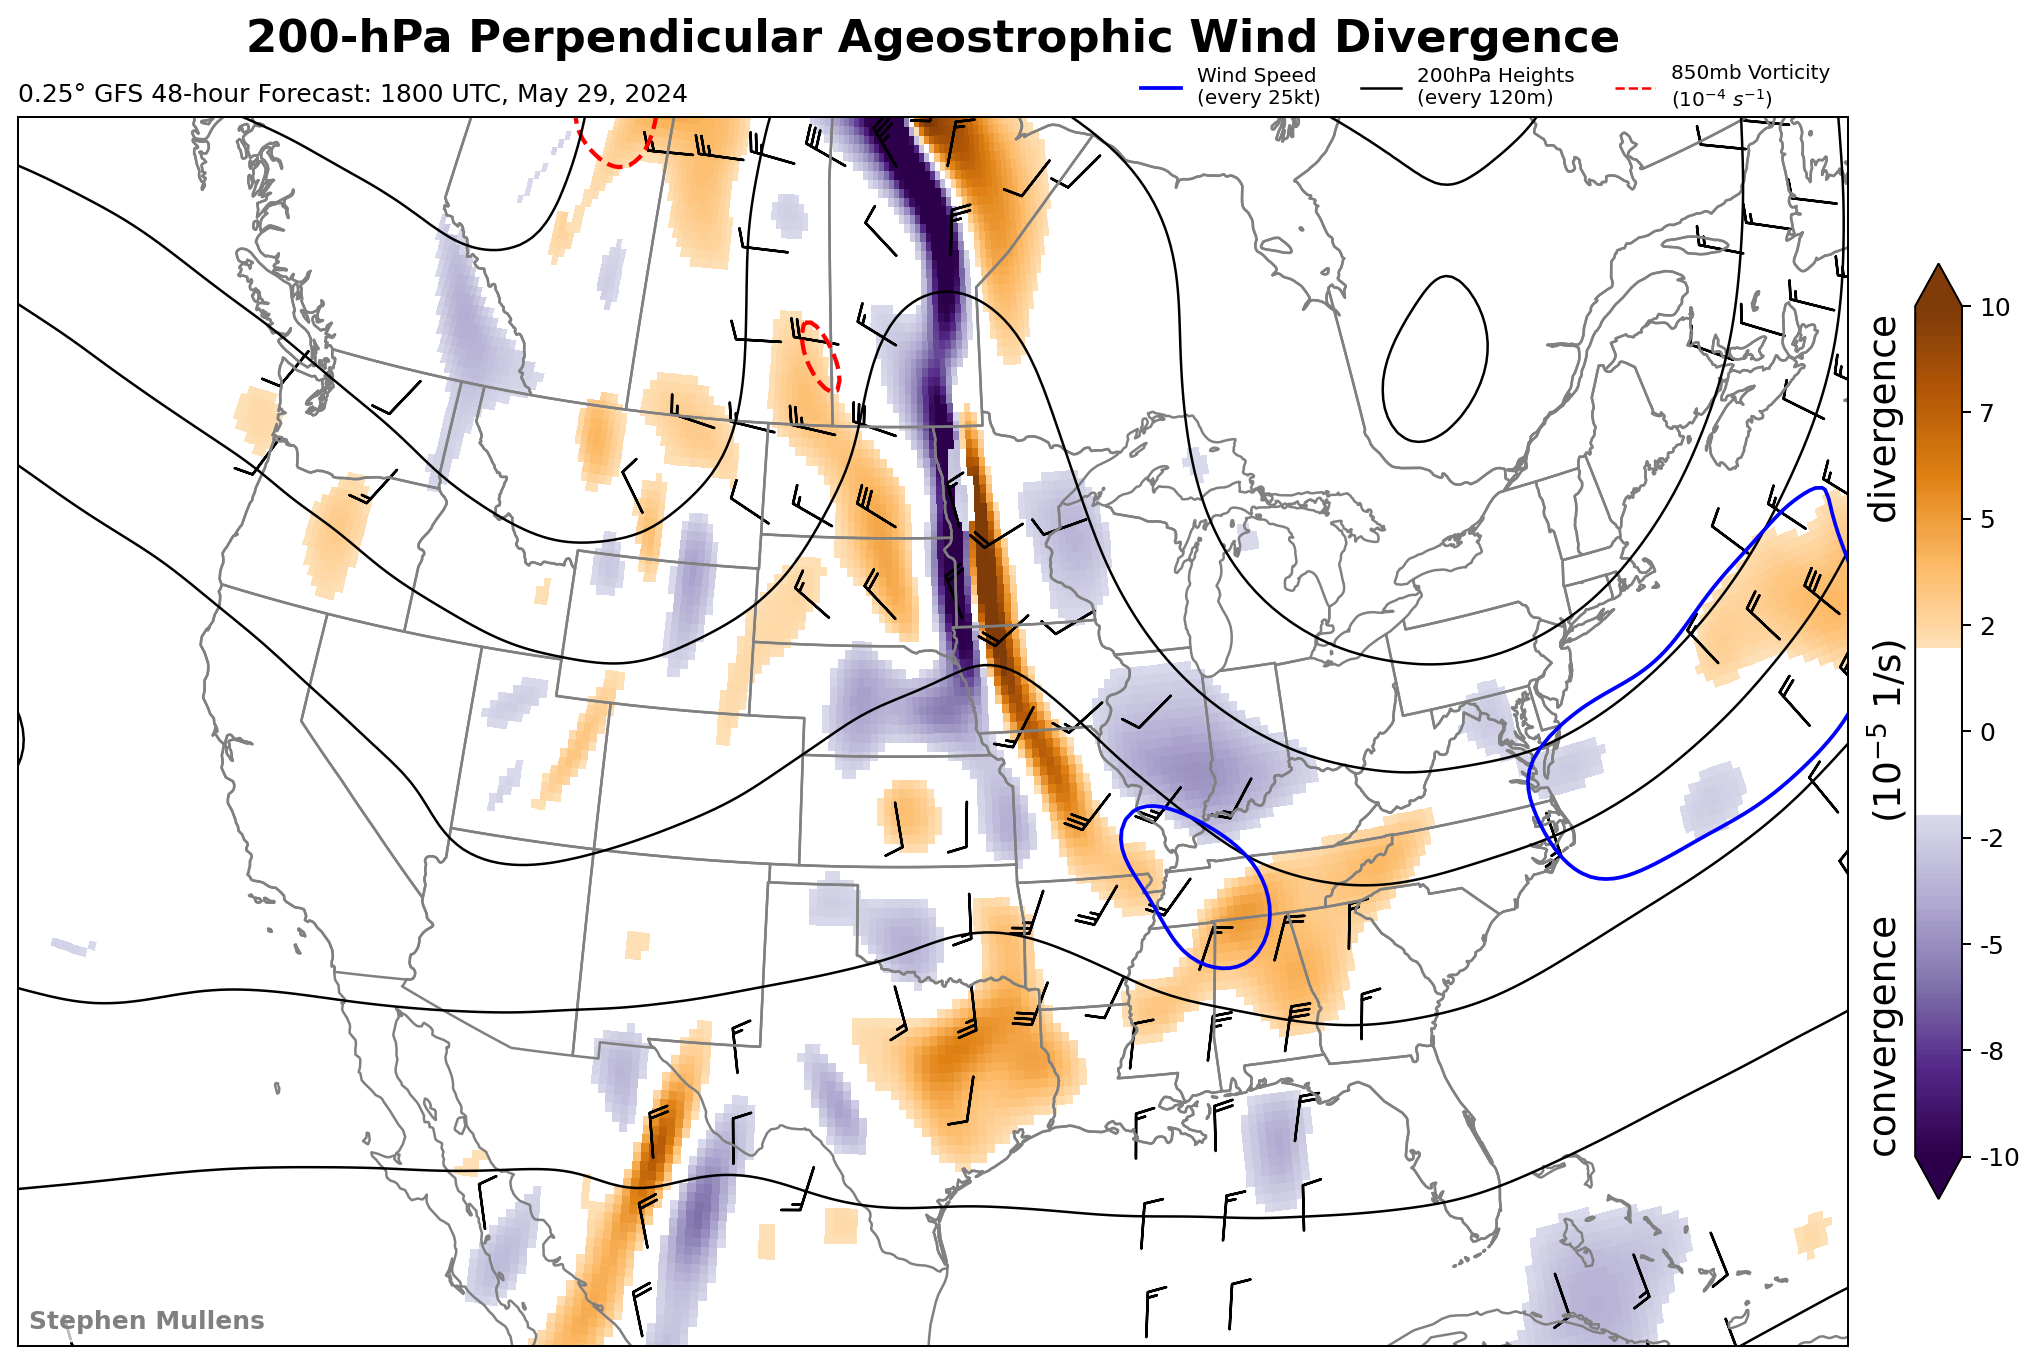 200-hPa Perpendicular Ageostrophic Wind Divergence
0.25° GFS 48-hour Forecast: 1800 UTC, May 29, 2024
Wind Speed
(every 25kt)
200hPa Heights
(every 120m)
850mb Vorticity
(10⁻⁴ s⁻¹)
10
7
5
2
0
-2
-5
-8
-10
convergence (10⁻⁵ 1/s) divergence
Stephen Mullens